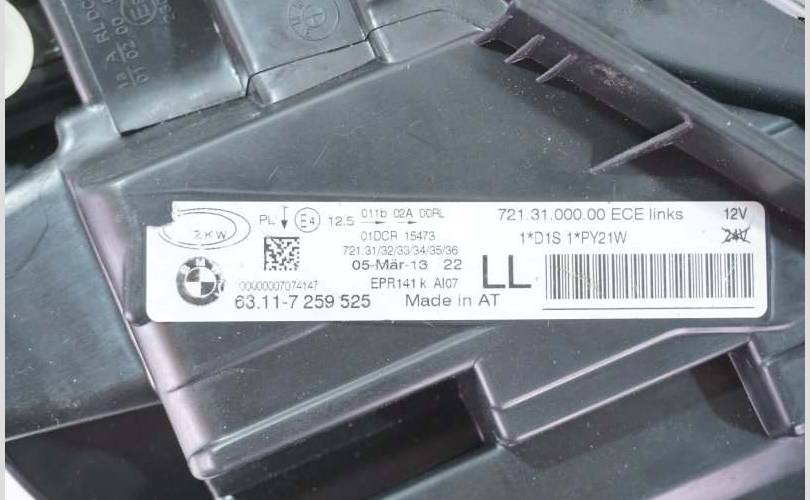 ZKW
PL E4 12.5 011b 02A 00RL
01DCR 15473
721.31/32/33/34/35/36
05-Mär-13 22
00000007074147 EPR141 k AI07
63.11-7 259 525 Made in AT
LL
721.31.000.00 ECE links 12V
1*D1S 1*PY21W 24V
BMW